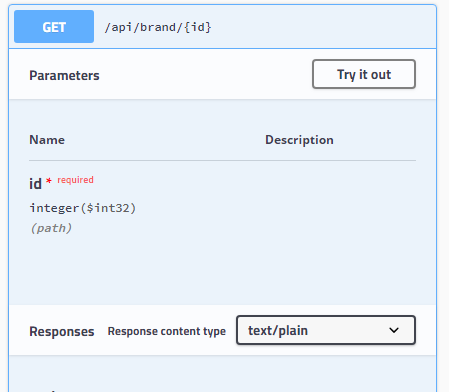 GET /api/brand/{id}
Parameters Try it out
Name Description
id * required
integer($int32)
(path)
Responses Response content type text/plain